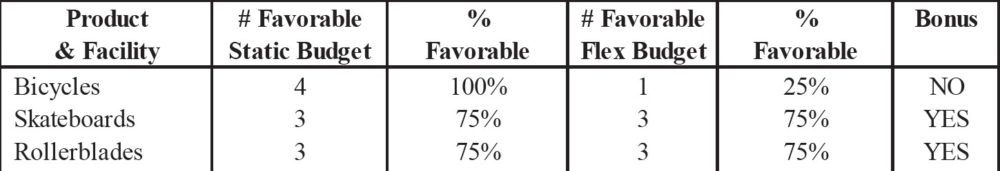 Product & Facility # Favorable Static Budget % Favorable # Favorable Flex Budget % Favorable Bonus
Bicycles 4 100% 1 25% NO
Skateboards 3 75% 3 75% YES
Rollerblades 3 75% 3 75% YES